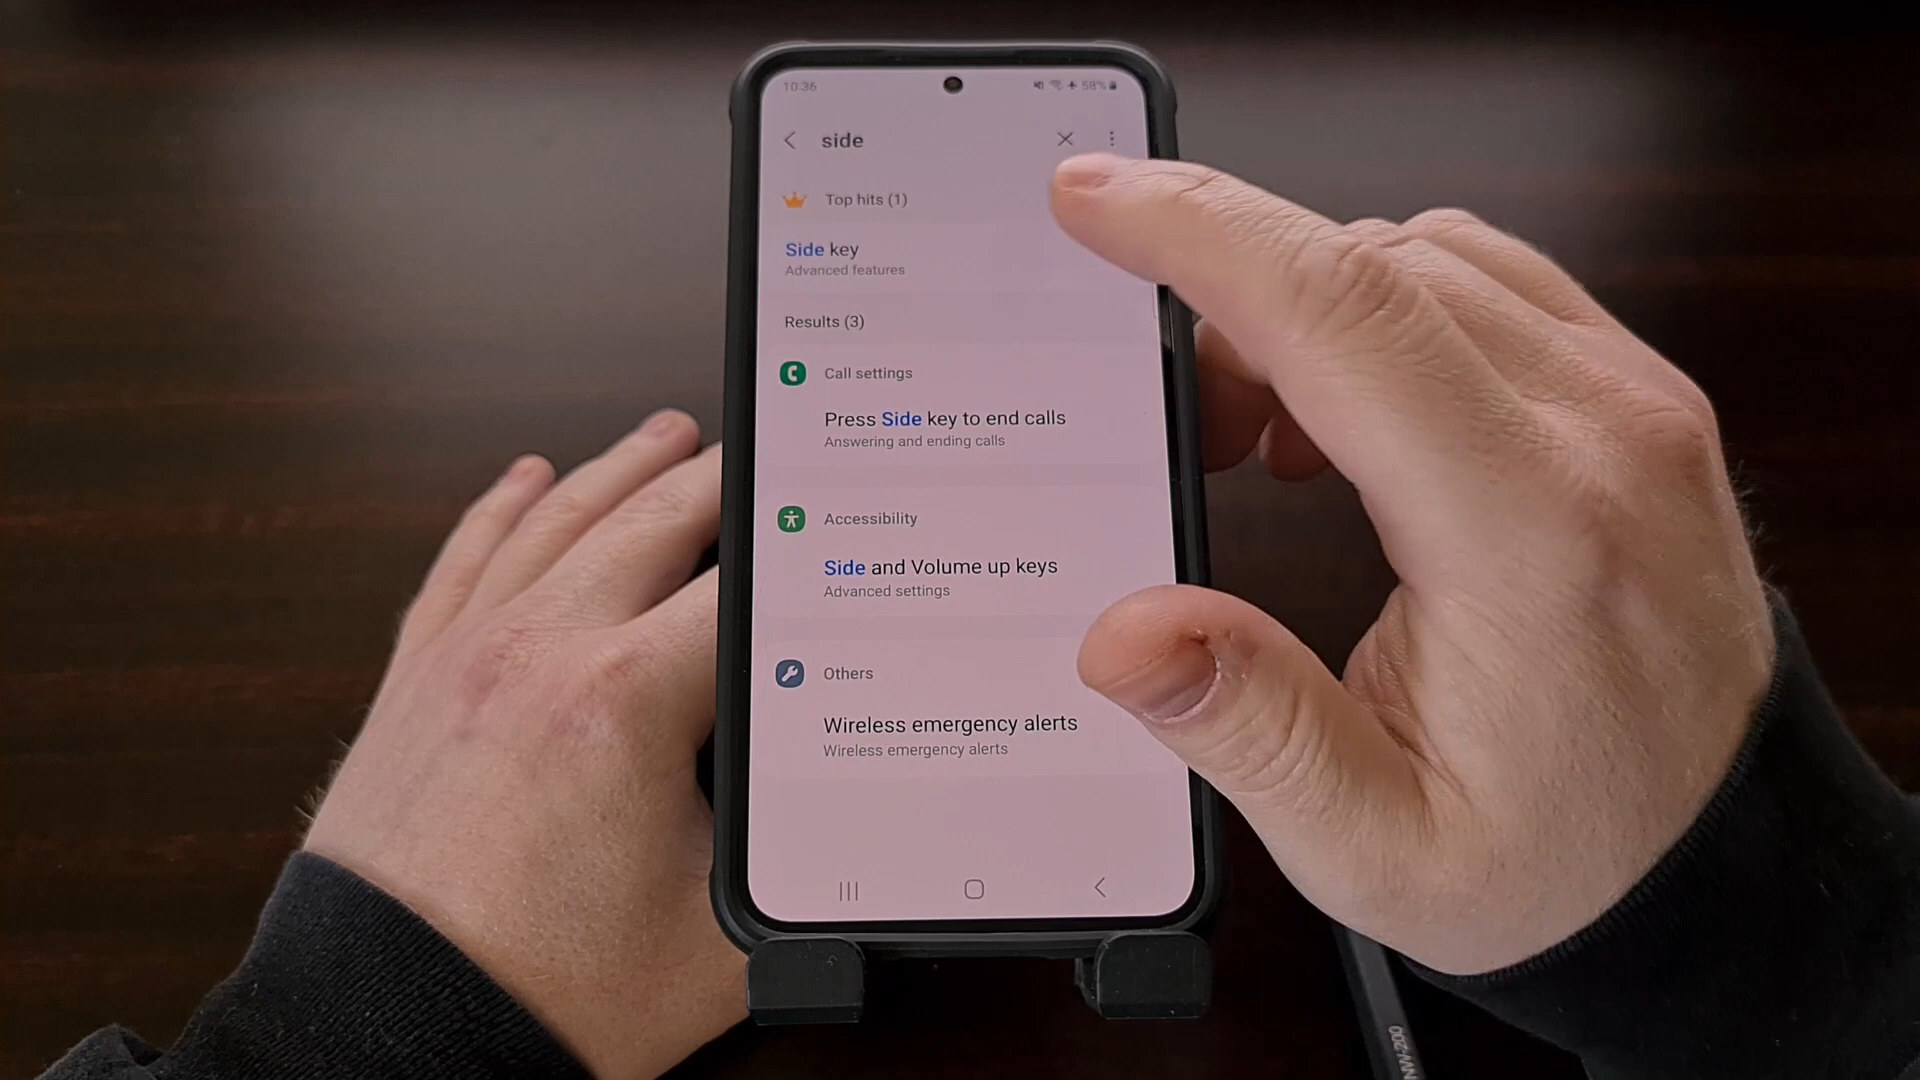 10:36
58%
side
Top hits (1)
Side key
Advanced features
Results (3)
Call settings
Press Side key to end calls
Answering and ending calls
Accessibility
Side and Volume up keys
Advanced settings
Others
Wireless emergency alerts
Wireless emergency alerts